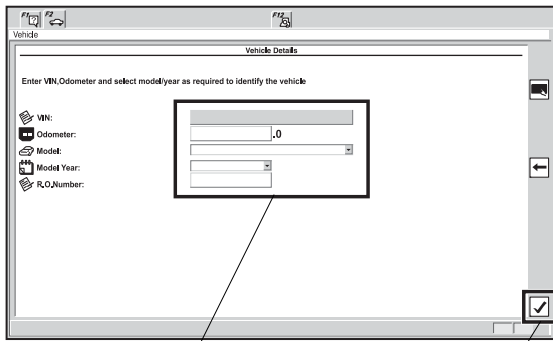 F1 F2 F12
Vehicle
Vehicle Details
Enter VIN,Odometer and select model/year as required to identify the vehicle
VIN:
Odometer: .0
Model:
Model Year:
R.O.Number: